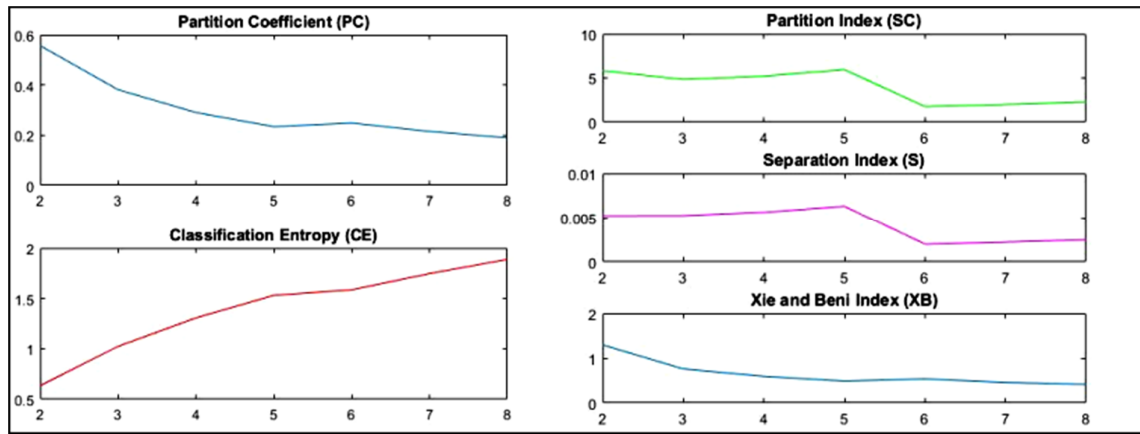 Partition Coefficient (PC)
0.6
0.4
0.2
0
2 3 4 5 6 7 8
Classification Entropy (CE)
2
1.5
1
0.5
2 3 4 5 6 7 8
Partition Index (SC)
10
5
0
2 3 4 5 6 7 8
Separation Index (S)
0.01
0.005
0
2 3 4 5 6 7 8
Xie and Beni Index (XB)
2
1
0
2 3 4 5 6 7 8